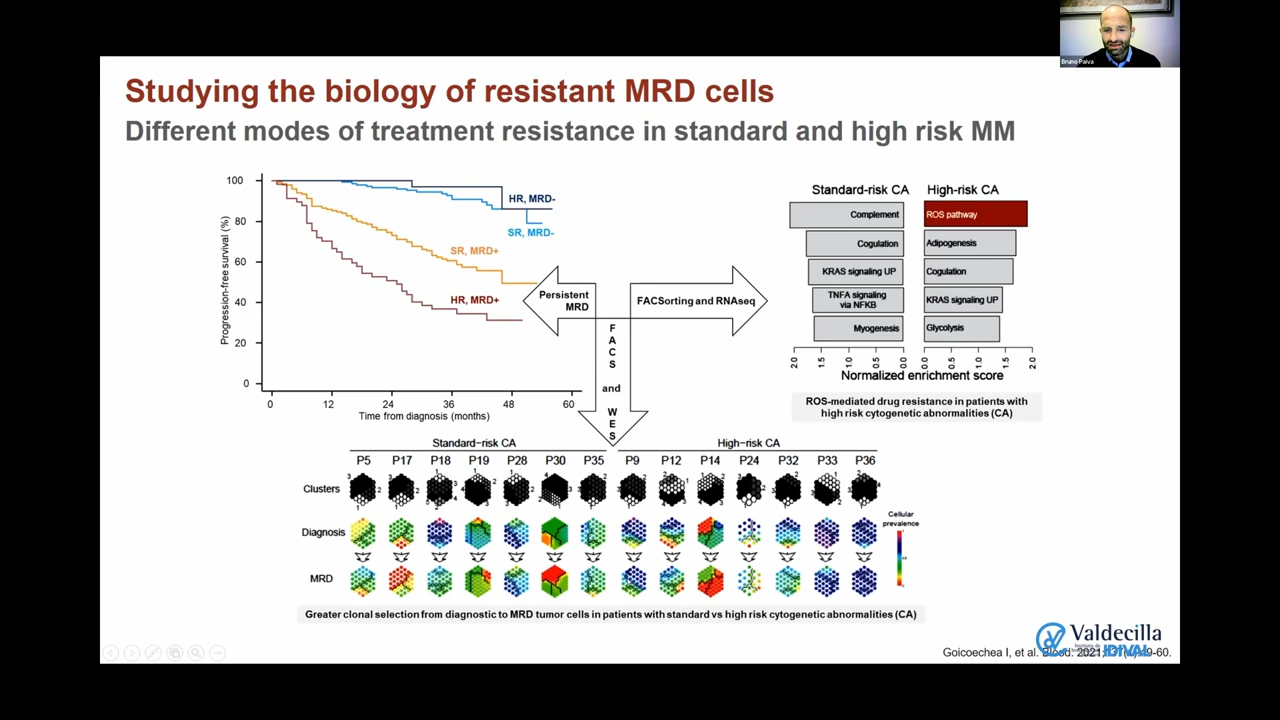 Bruno Paiva
Studying the biology of resistant MRD cells
Different modes of treatment resistance in standard and high risk MM
Progression-free survival (%)
100
80
60
40
20
0
0 12 24 36 48 60
Time from diagnosis (months)
HR, MRD-
SR, MRD-
SR, MRD+
HR, MRD+
Persistent
MRD
FACSorting and RNAseq
FACS
and
WES
Standard-risk CA High-risk CA
Complement ROS pathway
Cogulation Adipogenesis
KRAS signaling UP Cogulation
TNFA signaling
via NFKB
KRAS signaling UP
Myogenesis Glycolysis
2.0 1.5 1.0 0.5 0.0 0.0 0.5 1.0 1.5 2.0
Normalized enrichment score
ROS-mediated drug resistance in patients with
high risk cytogenetic abnormalities (CA)
Standard-risk CA High-risk CA
P5 P17 P18 P19 P28 P30 P35 P9 P12 P14 P24 P32 P33 P36
Clusters
Diagnosis
MRD
Cellular
prevalence
Greater clonal selection from diagnostic to MRD tumor cells in patients with standard vs high risk cytogenetic abnormalities (CA)
Valdecilla
IDIVAL
Goicoechea I, et al. Blood. 2021;